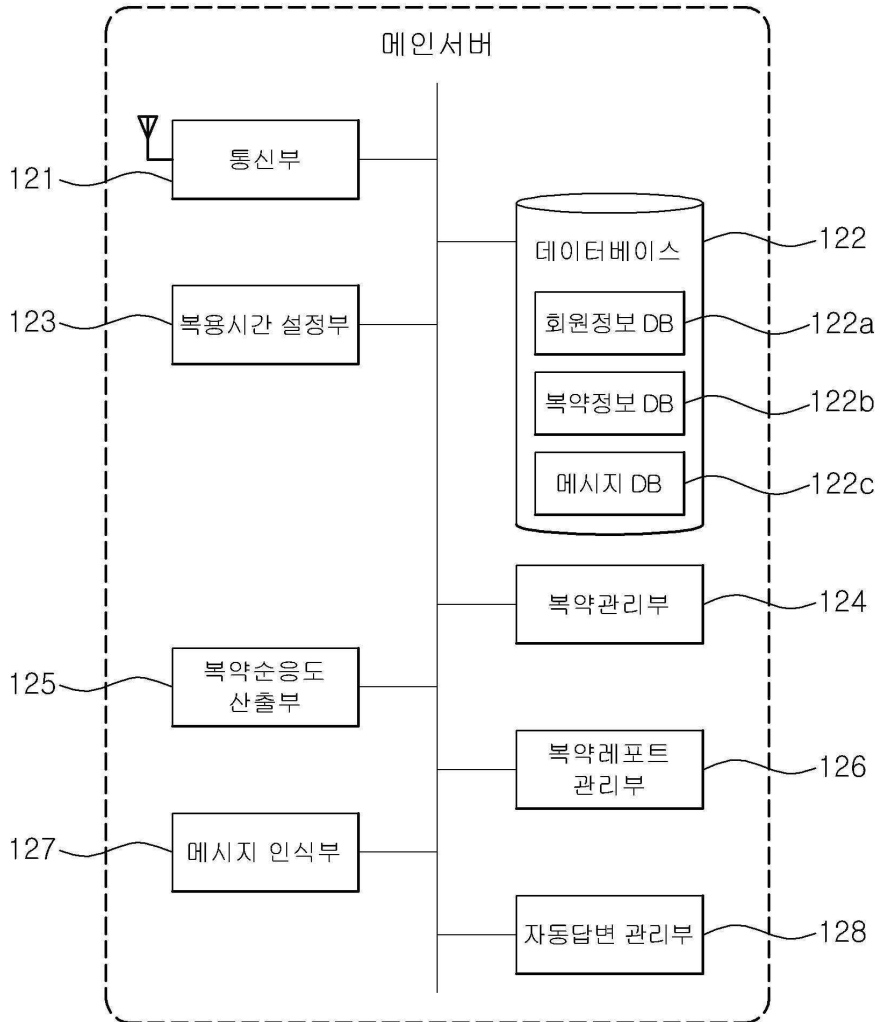 메인서버
121
통신부
데이터베이스
122
123
복용시간 설정부
회원정보 DB
122a
복약정보 DB
122b
메시지 DB
122c
복약관리부
124
125
복약순응도
산출부
복약레포트
관리부
126
127
메시지 인식부
자동답변 관리부
128